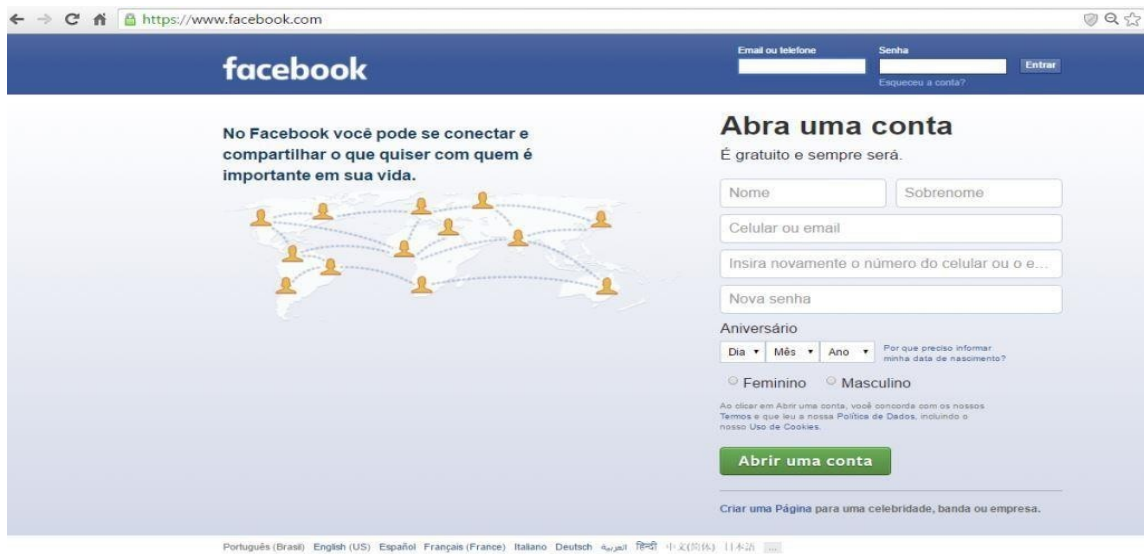 https://www.facebook.com
facebook
Email ou telefone
Senha
Entrar
Esqueceu a conta?
No Facebook você pode se conectar e
compartilhar o que quiser com quem é
importante em sua vida.
Abra uma conta
É gratuito e sempre será.
Nome
Sobrenome
Celular ou email
Insira novamente o número do celular ou o e...
Nova senha
Aniversário
Dia Mês Ano
Por que preciso informar
minha data de nascimento?
Feminino Masculino
Ao clicar em Abrir uma conta, você concorda com os nossos
Termos e que leu a nossa Política de Dados, incluindo o
nosso Uso de Cookies.
Abrir uma conta
Criar uma Página para uma celebridade, banda ou empresa.
Português (Brasil) English (US) Español Français (France) Italiano Deutsch العربية हिन्दी 中文(简体) 日本語 ...